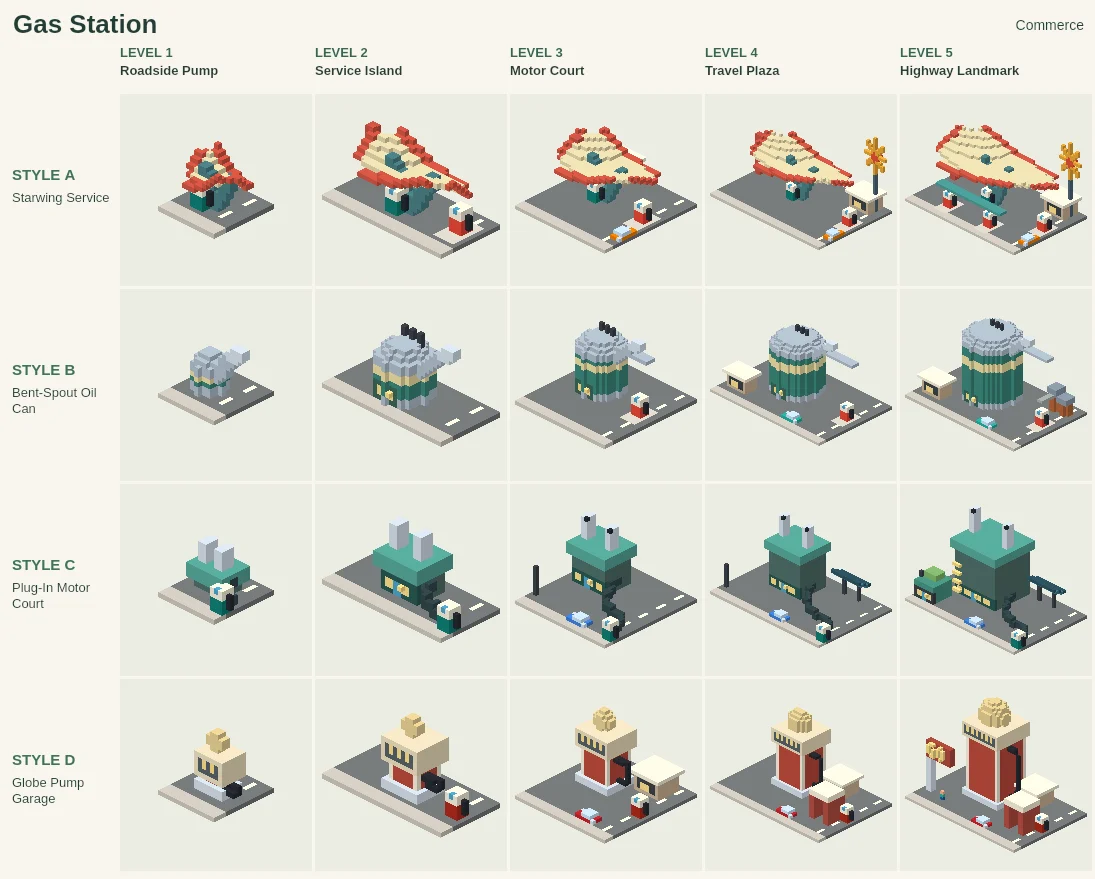 Gas Station
Commerce
LEVEL 1
Roadside Pump
LEVEL 2
Service Island
LEVEL 3
Motor Court
LEVEL 4
Travel Plaza
LEVEL 5
Highway Landmark
STYLE A
Starwing Service
STYLE B
Bent-Spout Oil
Can
STYLE C
Plug-In Motor
Court
STYLE D
Globe Pump
Garage